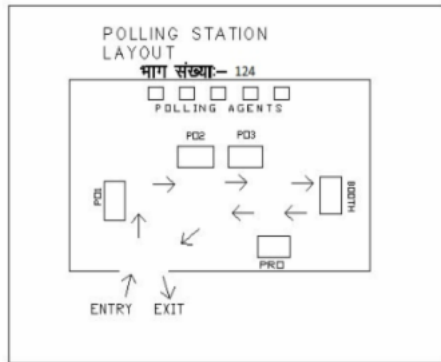 POLLING STATION
LAYOUT
भाग संख्या:- 124
POLLING AGENTS
PO2 PO3
PO1
BOOTH
PRO
ENTRY EXIT